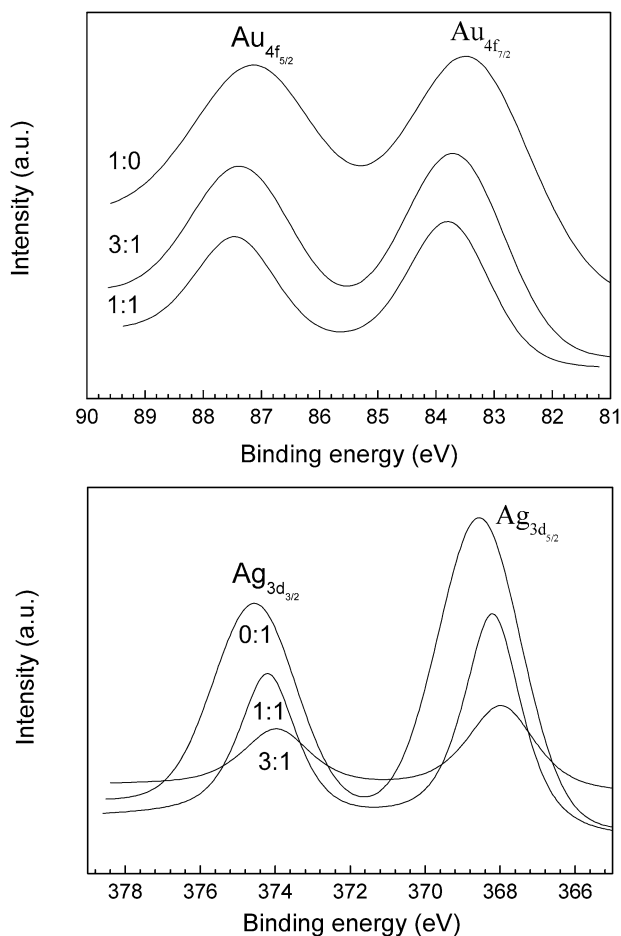 Au4f5/2
Au4f7/2
1:0
3:1
1:1
Intensity (a.u.)
90 89 88 87 86 85 84 83 82 81
Binding energy (eV)
Ag3d5/2
Ag3d3/2
0:1
1:1
3:1
Intensity (a.u.)
378 376 374 372 370 368 366
Binding energy (eV)